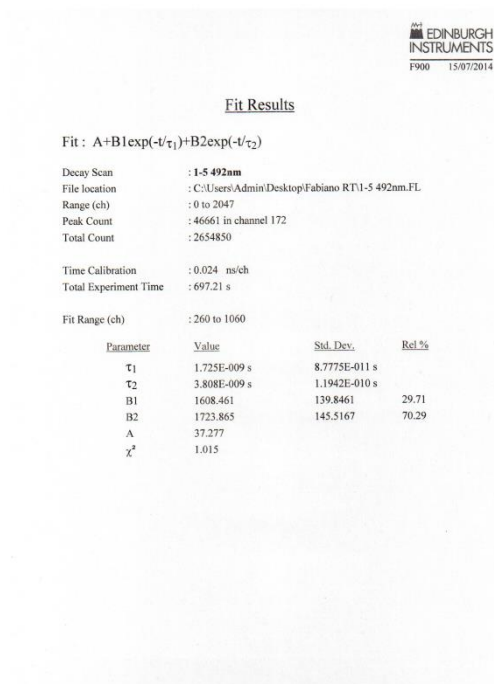 EDINBURGH
INSTRUMENTS
F900 15/07/2014
Fit Results
Fit : A+B1exp(-t/τ1)+B2exp(-t/τ2)
Decay Scan : 1-5 492nm
File location : C:\Users\Admin\Desktop\Fabiano RT\1-5 492nm.FL
Range (ch) : 0 to 2047
Peak Count : 46661 in channel 172
Total Count : 2654850
Time Calibration : 0.024 ns/ch
Total Experiment Time : 697.21 s
Fit Range (ch) : 260 to 1060
Parameter Value Std. Dev. Rel %
τ1 1.725E-009 s 8.7775E-011 s
τ2 3.808E-009 s 1.1942E-010 s
B1 1608.461 139.8461 29.71
B2 1723.865 145.5167 70.29
A 37.277
χ² 1.015